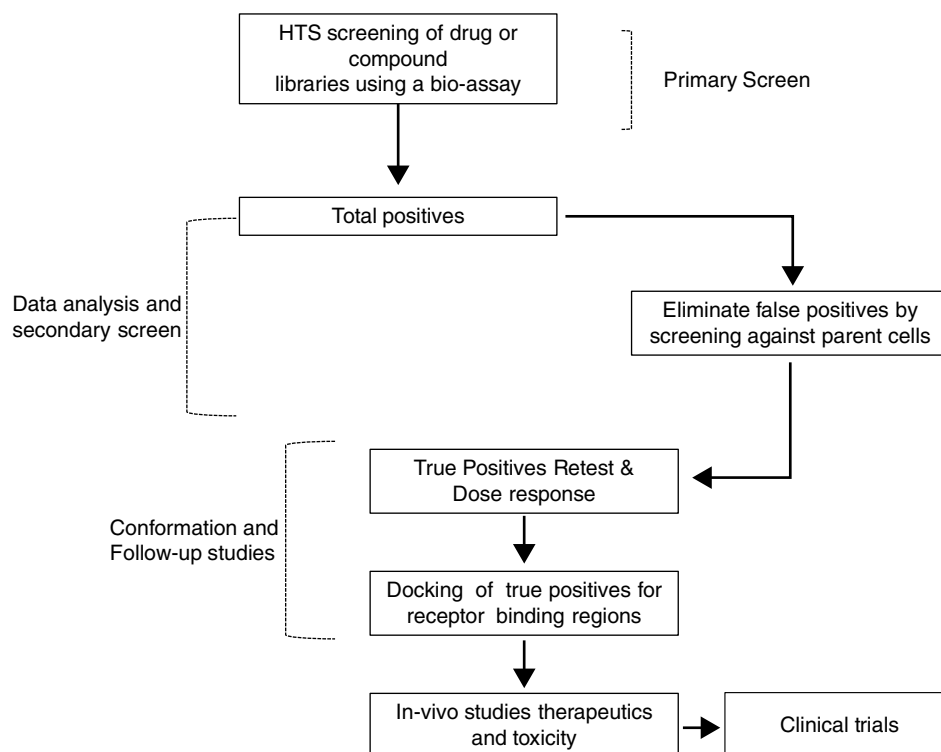 HTS screening of drug or
compound
libraries using a bio-assay
Primary Screen
Total positives
Data analysis and
secondary screen
Eliminate false positives by
screening against parent cells
True Positives Retest &
Dose response
Conformation and
Follow-up studies
Docking of true positives for
receptor binding regions
In-vivo studies therapeutics
and toxicity
Clinical trials